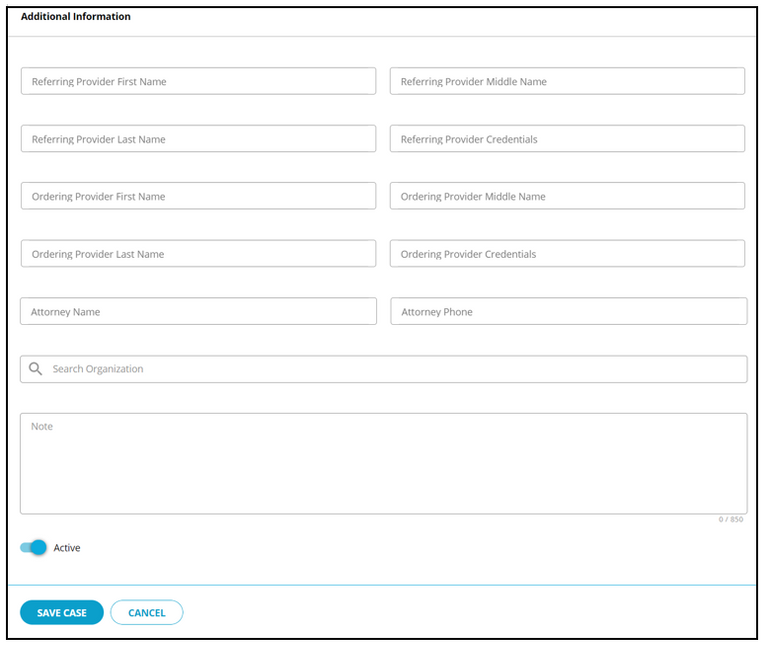 Additional Information
Referring Provider First Name
Referring Provider Middle Name
Referring Provider Last Name
Referring Provider Credentials
Ordering Provider First Name
Ordering Provider Middle Name
Ordering Provider Last Name
Ordering Provider Credentials
Attorney Name
Attorney Phone
Search Organization
Note
0 / 850
Active
SAVE CASE
CANCEL